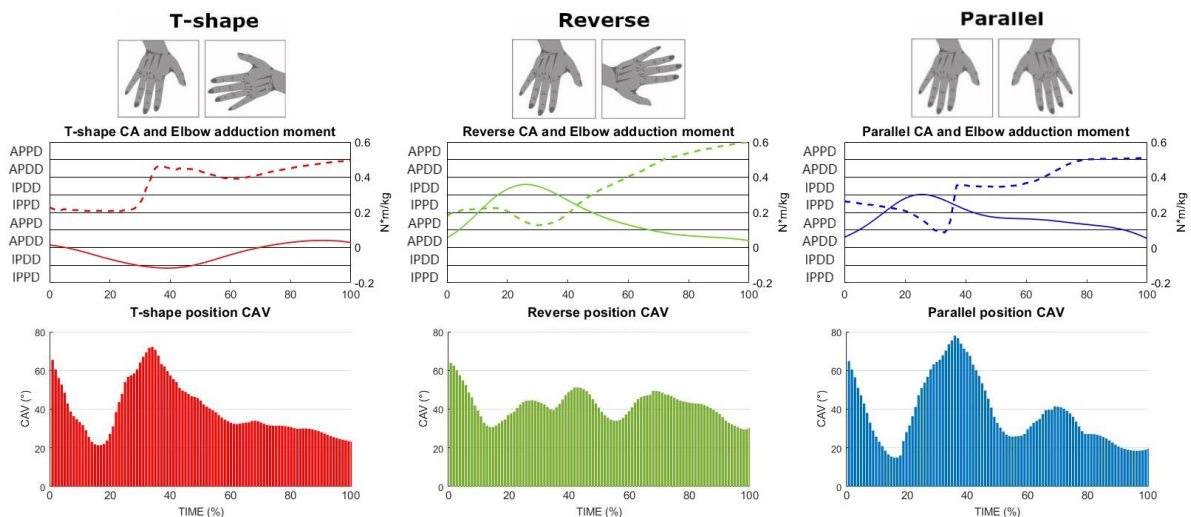 T-shape
T-shape CA and Elbow adduction moment
APPD
APDD
IPDD
IPPD
APPD
APDD
IPDD
IPPD
0.6
0.4
0.2
0
-0.2
N*m/kg
0 20 40 60 80 100
T-shape position CAV
80
60
40
20
0
CAV (°)
0 20 40 60 80 100
TIME (%)
Reverse
Reverse CA and Elbow adduction moment
APPD
APDD
IPDD
IPPD
APPD
APDD
IPDD
IPPD
0.6
0.4
0.2
0
-0.2
N*m/kg
0 20 40 60 80 100
Reverse position CAV
80
60
40
20
0
CAV (°)
0 20 40 60 80 100
TIME (%)
Parallel
Parallel CA and Elbow adduction moment
APPD
APDD
IPDD
IPPD
APPD
APDD
IPDD
IPPD
0.6
0.4
0.2
0
-0.2
N*m/kg
0 20 40 60 80 100
Parallel position CAV
80
60
40
20
0
CAV (°)
0 20 40 60 80 100
TIME (%)